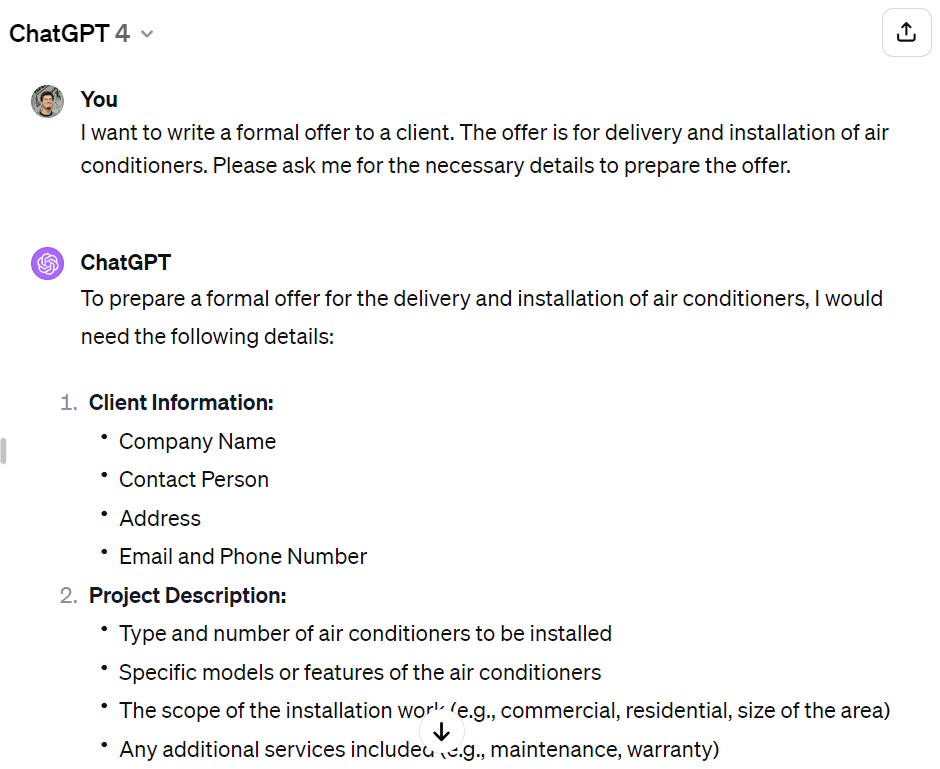 ChatGPT 4
You
I want to write a formal offer to a client. The offer is for delivery and installation of air
conditioners. Please ask me for the necessary details to prepare the offer.
ChatGPT
To prepare a formal offer for the delivery and installation of air conditioners, I would
need the following details:
1. Client Information:
• Company Name
• Contact Person
• Address
• Email and Phone Number
2. Project Description:
• Type and number of air conditioners to be installed
• Specific models or features of the air conditioners
• The scope of the installation work (e.g., commercial, residential, size of the area)
• Any additional services included (e.g., maintenance, warranty)